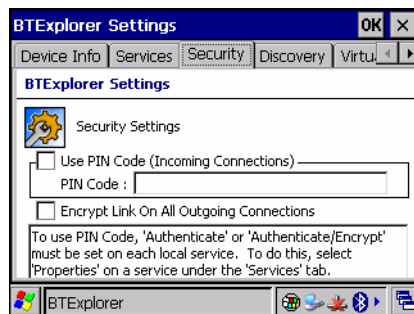 BTExplorer Settings OK
Device Info Services Security Discovery
BTExplorer Settings
Security Settings
Use PIN Code (Incoming Connections)
PIN Code :
Encrypt Link On All Outgoing Connections
To use PIN Code, 'Authenticate' or 'Authenticate/Encrypt'
must be set on each local service. To do this, select
'Properties' on a service under the 'Services' tab.
BTExplorer